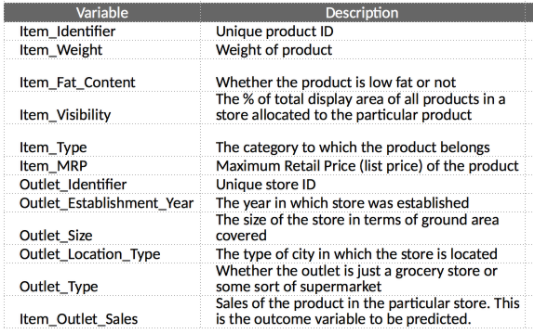 Variable Description
Item_Identifier Unique product ID
Item_Weight Weight of product
Item_Fat_Content Whether the product is low fat or not
The % of total display area of all products in a
Item_Visibility store allocated to the particular product
Item_Type The category to which the product belongs
Item_MRP Maximum Retail Price (list price) of the product
Outlet_Identifier Unique store ID
Outlet_Establishment_Year The year in which store was established
The size of the store in terms of ground area
Outlet_Size covered
Outlet_Location_Type The type of city in which the store is located
Whether the outlet is just a grocery store or
Outlet_Type some sort of supermarket
Sales of the product in the particular store. This
Item_Outlet_Sales is the outcome variable to be predicted.